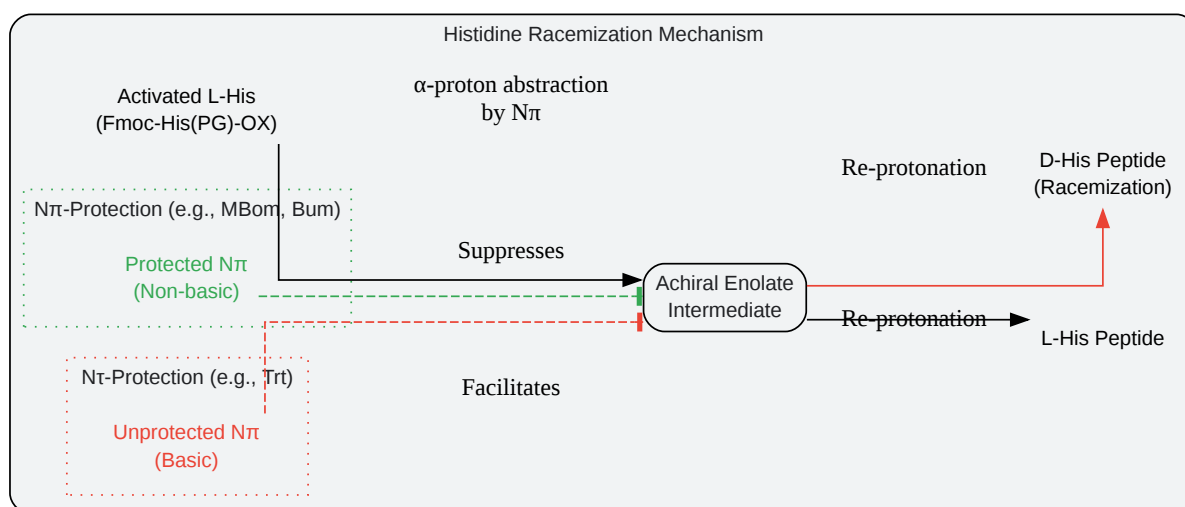 Histidine Racemization Mechanism
α-proton abstraction
by Nπ
Activated L-His
(Fmoc-His(PG)-OX)
Re-protonation
D-His Peptide
(Racemization)
Nπ-Protection (e.g., MBom, Bum)
Suppresses
Protected Nπ
(Non-basic)
Achiral Enolate
Intermediate
Re-protonation
L-His Peptide
Nτ-Protection (e.g., Trt)
Facilitates
Unprotected Nπ
(Basic)